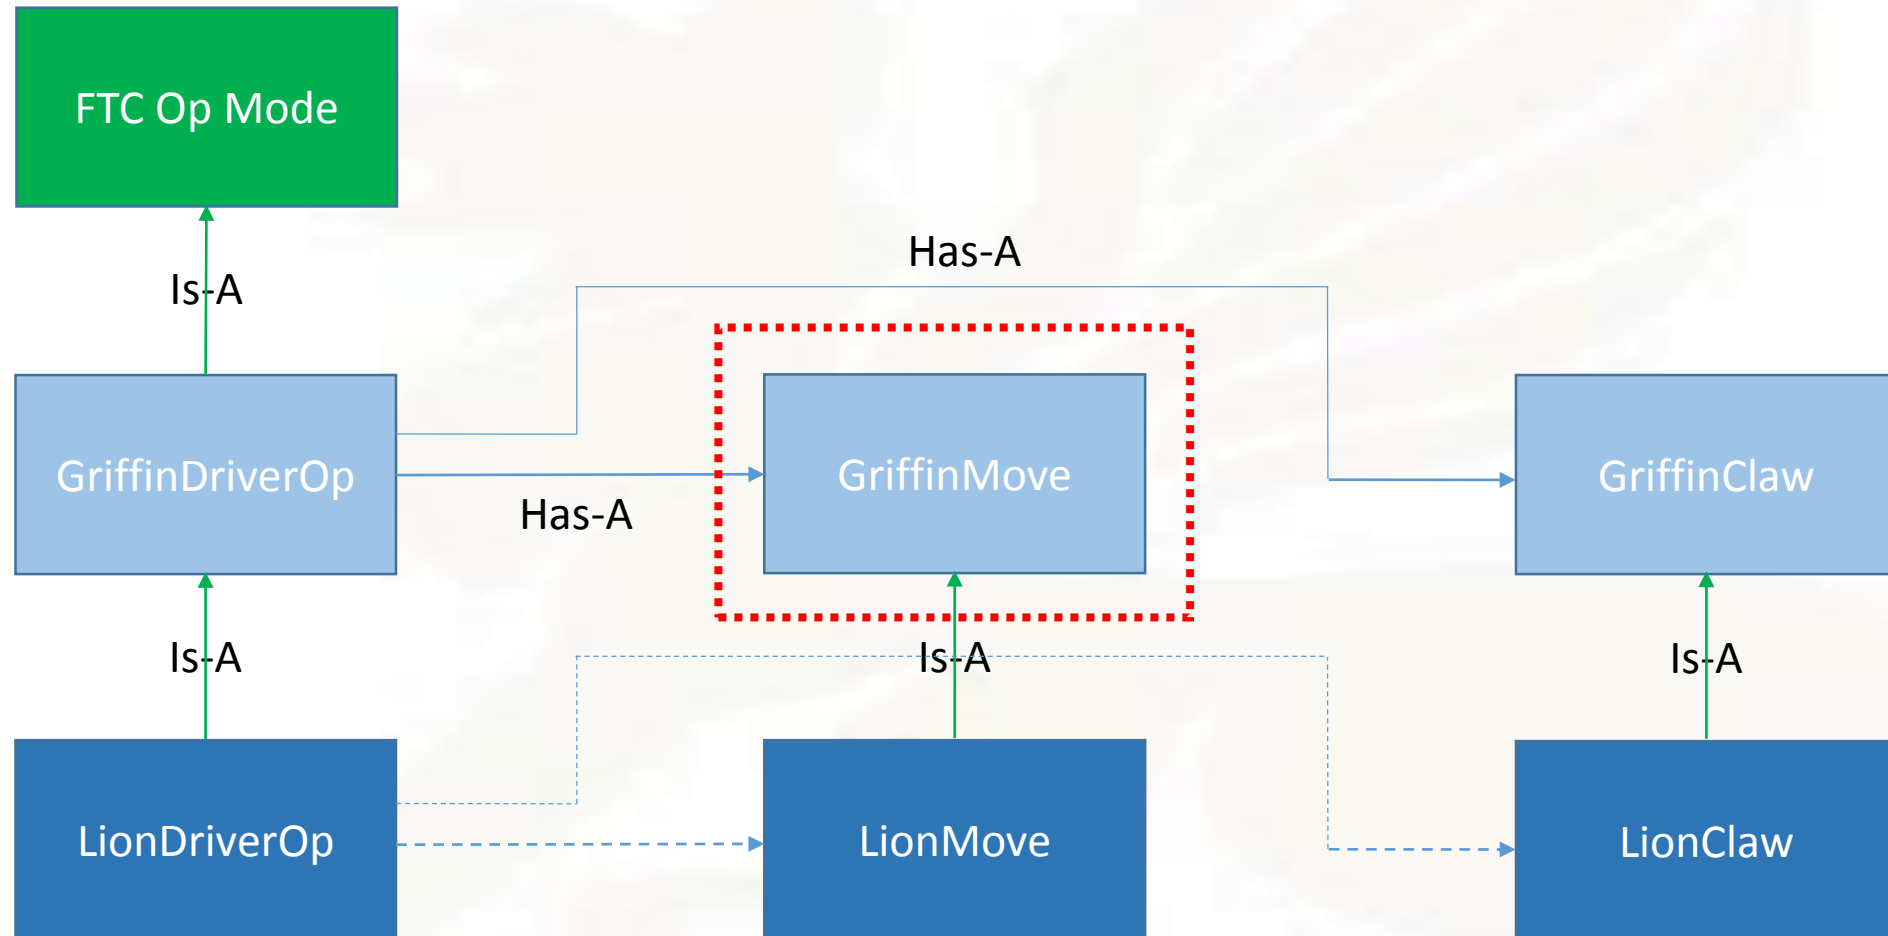 FTC Op Mode
Has-A
Is-A
GriffinDriverOp
GriffinMove
GriffinClaw
Has-A
Is-A
Is-A
Is-A
LionDriverOp
LionMove
LionClaw